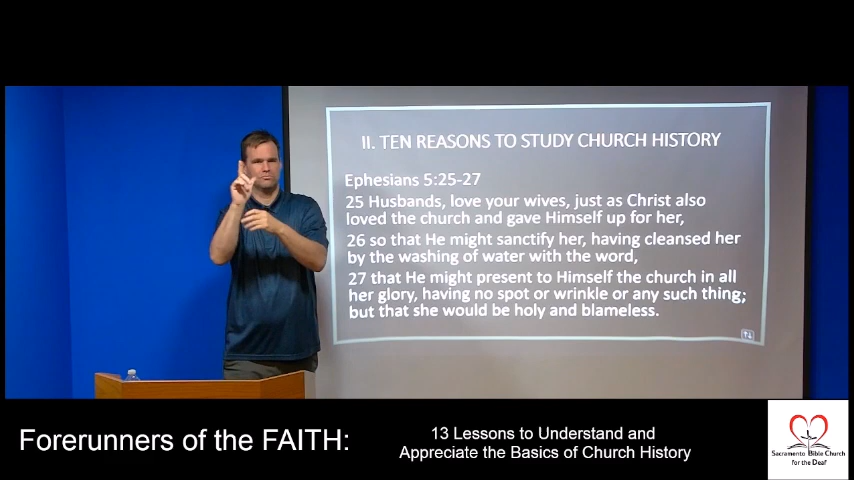 II. TEN REASONS TO STUDY CHURCH HISTORY
Ephesians 5:25-27
25 Husbands, love your wives, just as Christ also
loved the church and gave Himself up for her,
26 so that He might sanctify her, having cleansed her
by the washing of water with the word,
27 that He might present to Himself the church in all
her glory, having no spot or wrinkle or any such thing;
but that she would be holy and blameless.
Forerunners of the FAITH:
13 Lessons to Understand and
Appreciate the Basics of Church History
Sacramento Bible Church
for the Deaf